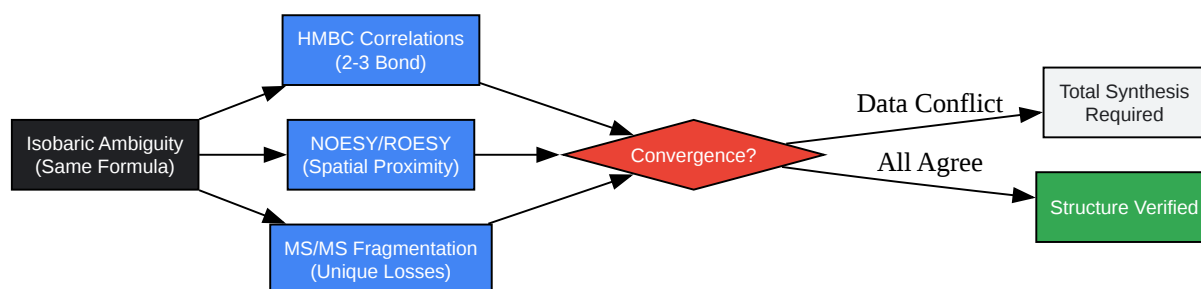 HMBC Correlations
(2-3 Bond)
Isobaric Ambiguity
(Same Formula)
NOESY/ROESY
(Spatial Proximity)
MS/MS Fragmentation
(Unique Losses)
Convergence?
Data Conflict
All Agree
Total Synthesis
Required
Structure Verified